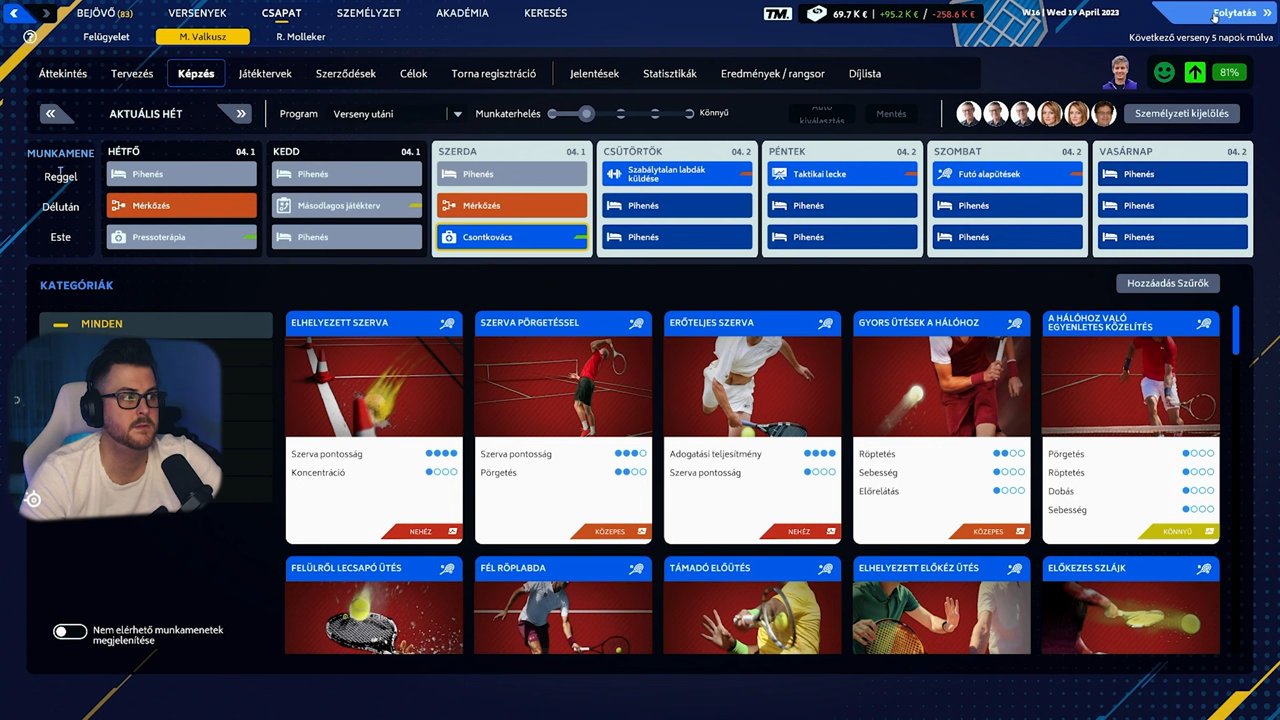 BEJÖVŐ (83)
VERSENYEK
CSAPAT
SZEMÉLYZET
AKADÉMIA
KERESÉS
TM.
69.7 K € / +95.2 K € / -258.6 K €
W16 | Wed 19 April 2023
Folytatás
Felügyelet
M. Valkusz
R. Molleker
Következő verseny 5 napok múlva
Áttekintés
Tervezés
Képzés
Játéktervek
Szerződések
Célok
Torna regisztráció
Jelentések
Statisztikák
Eredmények / rangsor
Díjlista
81%
AKTUÁLIS HÉT
Program
Verseny utáni
Munkaterhelés
Könnyű
Auto kiválasztás
Mentés
Személyzeti kijelölés
MUNKAMENE
T
HÉTFŐ 04. 1
KEDD 04. 1
SZERDA 04. 1
CSÜTÖRTÖK 04. 2
PÉNTEK 04. 2
SZOMBAT 04. 2
VASÁRNAP 04. 2
Reggel
Pihenés
Pihenés
Pihenés
Szabálytalan labdák
küldése
Taktikai lecke
Futó alapütések
Pihenés
Délután
Mérkőzés
Másodlagos játékterv
Mérkőzés
Pihenés
Pihenés
Pihenés
Pihenés
Este
Pressoterápia
Pihenés
Csontkovács
Pihenés
Pihenés
Pihenés
Pihenés
KATEGÓRIÁK
Hozzáadás Szűrők
MINDEN
ELHELYEZETT SZERVA
Szerva pontosság
Koncentráció
NEHÉZ
SZERVA PÖRGETÉSSEL
Szerva pontosság
Pörgetés
KÖZEPES
ERŐTELJES SZERVA
Adogatási teljesítmény
Szerva pontosság
NEHÉZ
GYORS ÜTÉSEK A HÁLÓHOZ
Röptetés
Sebesség
Előrelátás
KÖZEPES
A HÁLÓHOZ VALÓ
EGYENLETES KÖZELÍTÉS
Pörgetés
Röptetés
Dobás
Sebesség
KÖNNYŰ
FELÜLRŐL LECSAPÓ ÜTÉS
FÉL RÖPLABDA
TÁMADÓ ELŐÜTÉS
ELHELYEZETT ELŐKÉZ ÜTÉS
ELŐKEZES SZLÁJK
Nem elérhető munkamenetek
megjelenítése